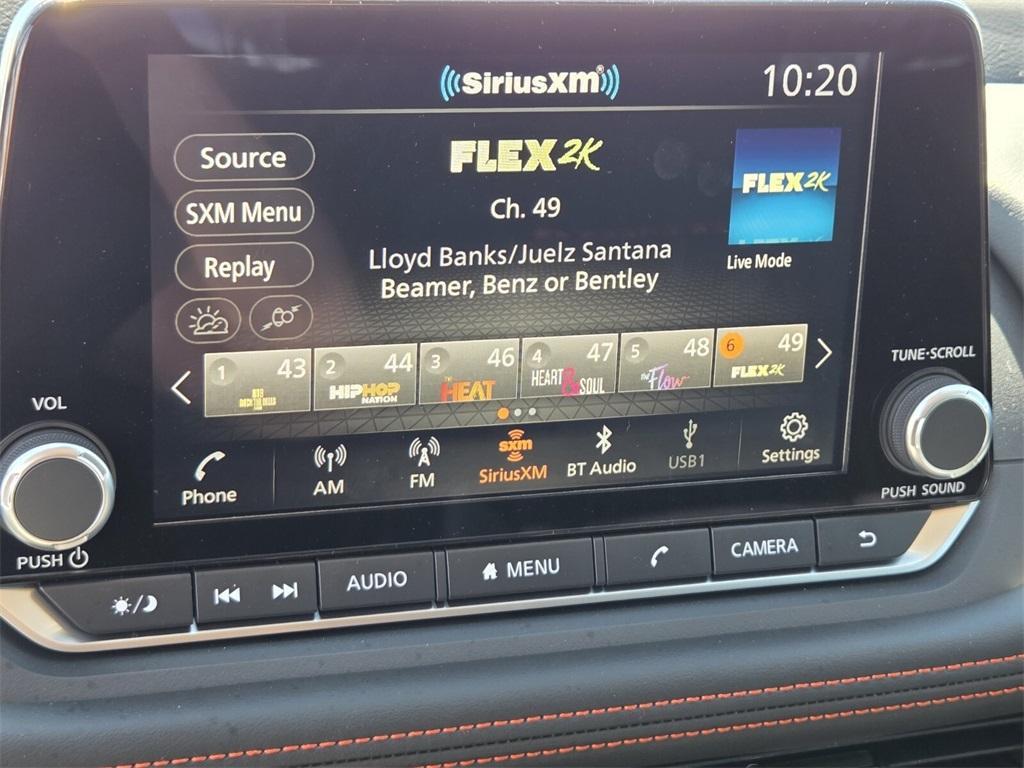 SiriusXM
10:20
Source
SXM Menu
Replay
FLEX2K
Ch. 49
Lloyd Banks/Juelz Santana
Beamer, Benz or Bentley
FLEX2K
Live Mode
1 43
2 44
HIPHOP
NATION
3 46
THE HEAT
4 47
HEART & SOUL
5 48
the Flow
6 49
FLEX2K
Phone
AM
FM
sxm
SiriusXM
BT Audio
USB1
Settings
VOL
PUSH
TUNE·SCROLL
PUSH SOUND
AUDIO
MENU
CAMERA